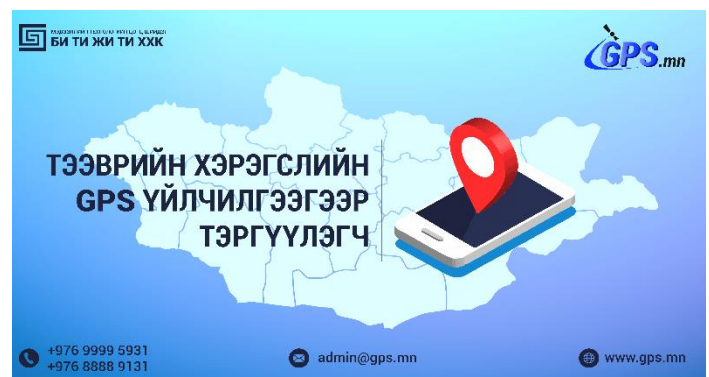 БИ ТИ ЖИ ТИ ХХК
GPS.mn
ТЭЭВРИЙН ХЭРЭГСЛИЙН
GPS ҮЙЛЧИЛГЭЭГЭЭР
ТЭРГҮҮЛЭГЧ
+976 9999 5931
+976 8888 9131
admin@gps.mn
www.gps.mn